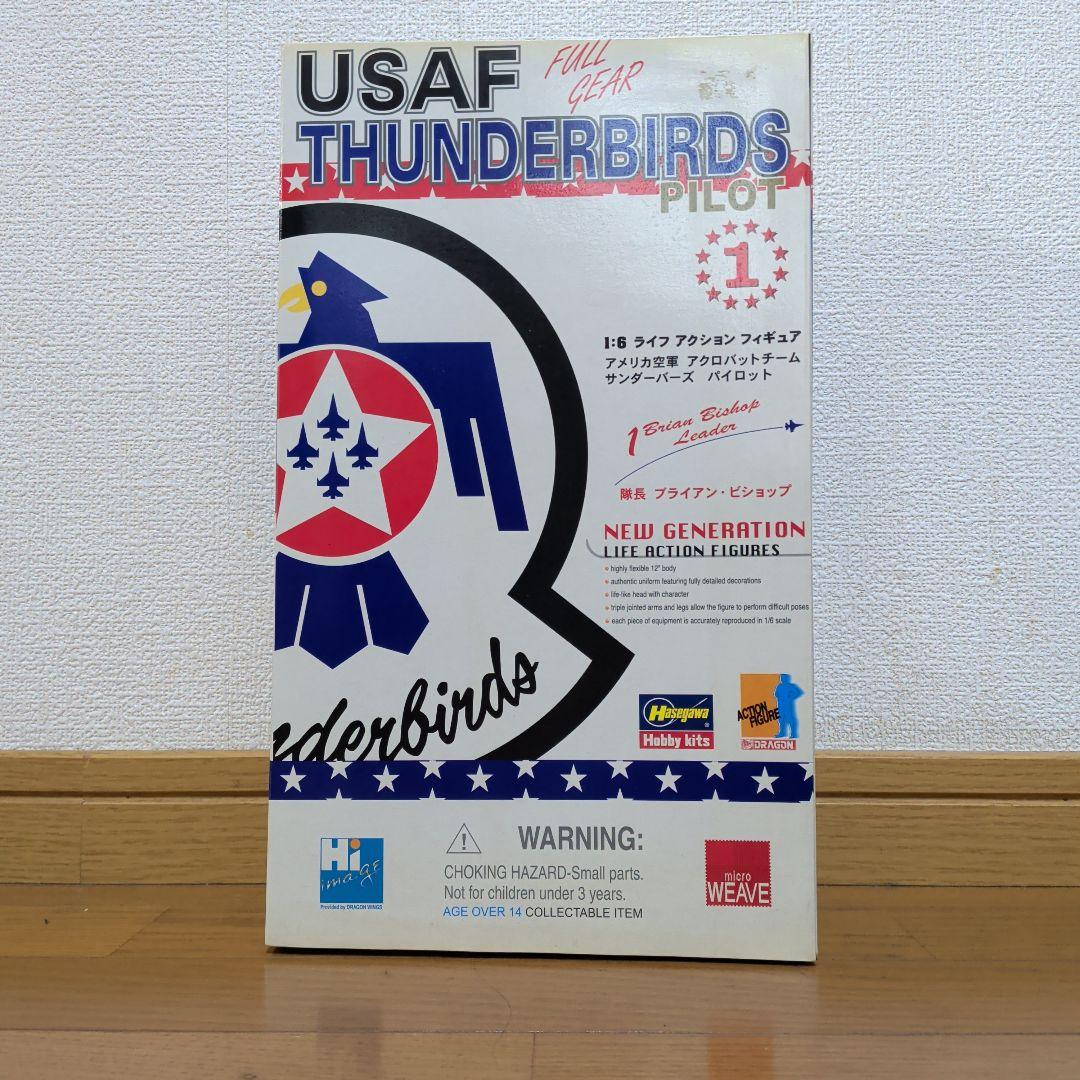 USAF
FULL
GEAR
THUNDERBIRDS
PILOT
1
1:6 ライフ アクション フィギュア
アメリカ空軍 アクロバットチーム
サンダーバーズ パイロット
1 Brian Bishop
Leader
隊長 ブライアン・ビショップ
NEW GENERATION
LIFE ACTION FIGURES
highly flexible 12" body
authentic uniform featuring fully detailed decorations
life-like head with character
triple jointed arms and legs allow the figure to perform difficult poses
each piece of equipment is accurately reproduced in 1/6 scale
nderbirds
Hasegawa
Hobby kits
ACTION
FIGURE
DRAGON
Hi
image
Provided by DRAGON WINGS
WARNING:
CHOKING HAZARD-Small parts.
Not for children under 3 years.
AGE OVER 14 COLLECTABLE ITEM
micro
WEAVE